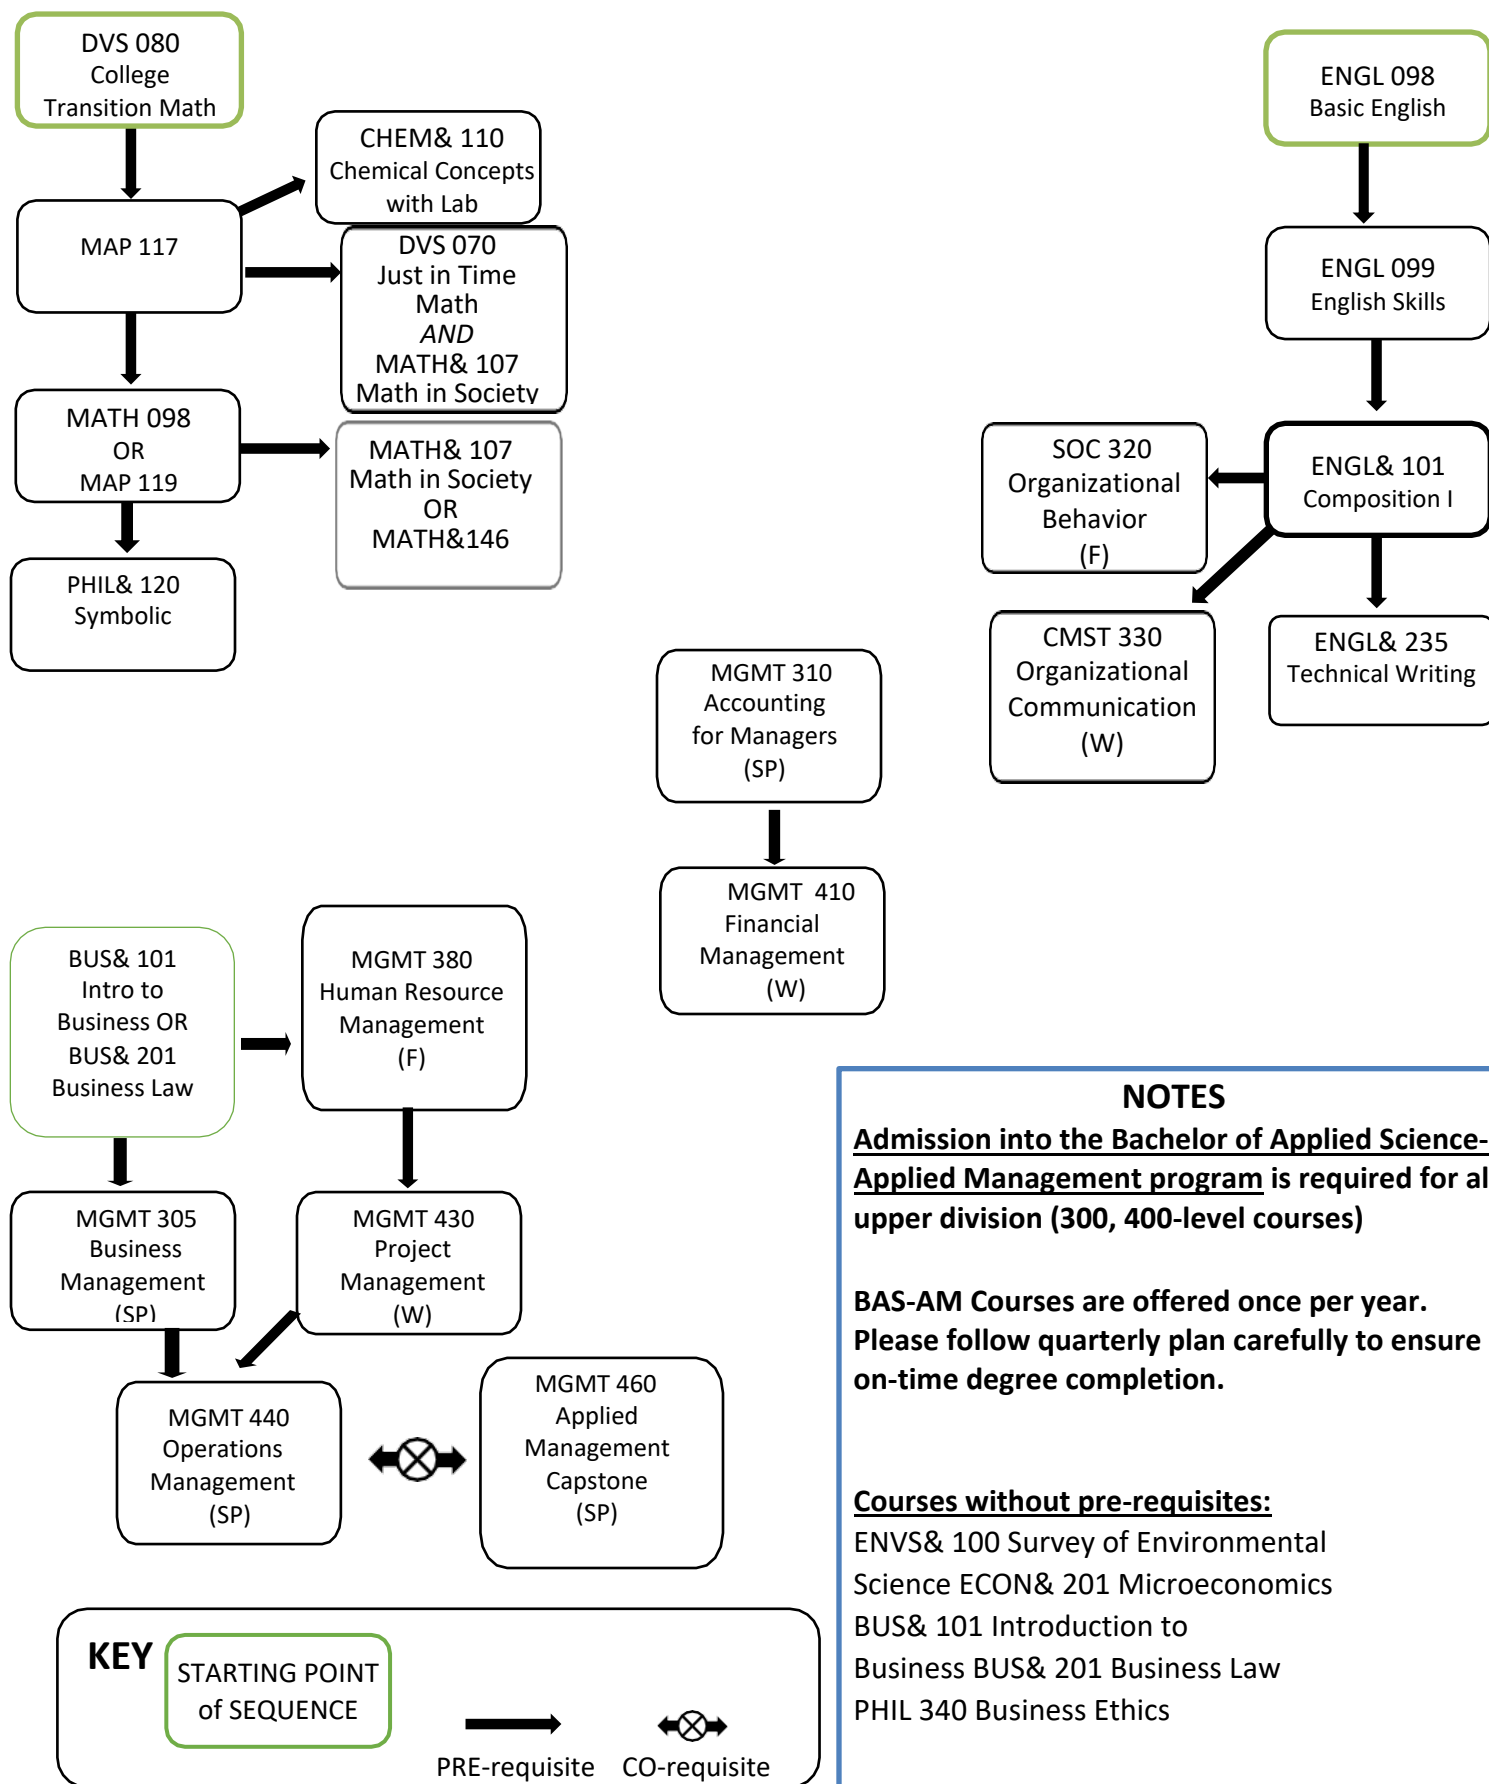 DVS 080
College
Transition Math
CHEM& 110
Chemical Concepts
with Lab
MAP 117
DVS 070
Just in Time
Math
AND
MATH& 107
Math in Society
MATH 098
OR
MAP 119
MATH& 107
Math in Society
OR
MATH&146
PHIL& 120
Symbolic
ENGL 098
Basic English
ENGL 099
English Skills
ENGL& 101
Composition I
SOC 320
Organizational
Behavior
(F)
CMST 330
Organizational
Communication
(W)
ENGL& 235
Technical Writing
MGMT 310
Accounting
for Managers
(SP)
MGMT 410
Financial
Management
(W)
BUS& 101
Intro to
Business OR
BUS& 201
Business Law
MGMT 380
Human Resource
Management
(F)
MGMT 305
Business
Management
(SP)
MGMT 430
Project
Management
(W)
MGMT 440
Operations
Management
(SP)
MGMT 460
Applied
Management
Capstone
(SP)
NOTES
Admission into the Bachelor of Applied Science-
Applied Management program is required for al
upper division (300, 400-level courses)
BAS-AM Courses are offered once per year.
Please follow quarterly plan carefully to ensure
on-time degree completion.
Courses without pre-requisites:
ENVS& 100 Survey of Environmental
Science ECON& 201 Microeconomics
BUS& 101 Introduction to
Business BUS& 201 Business Law
PHIL 340 Business Ethics
KEY
STARTING POINT
of SEQUENCE
PRE-requisite
CO-requisite